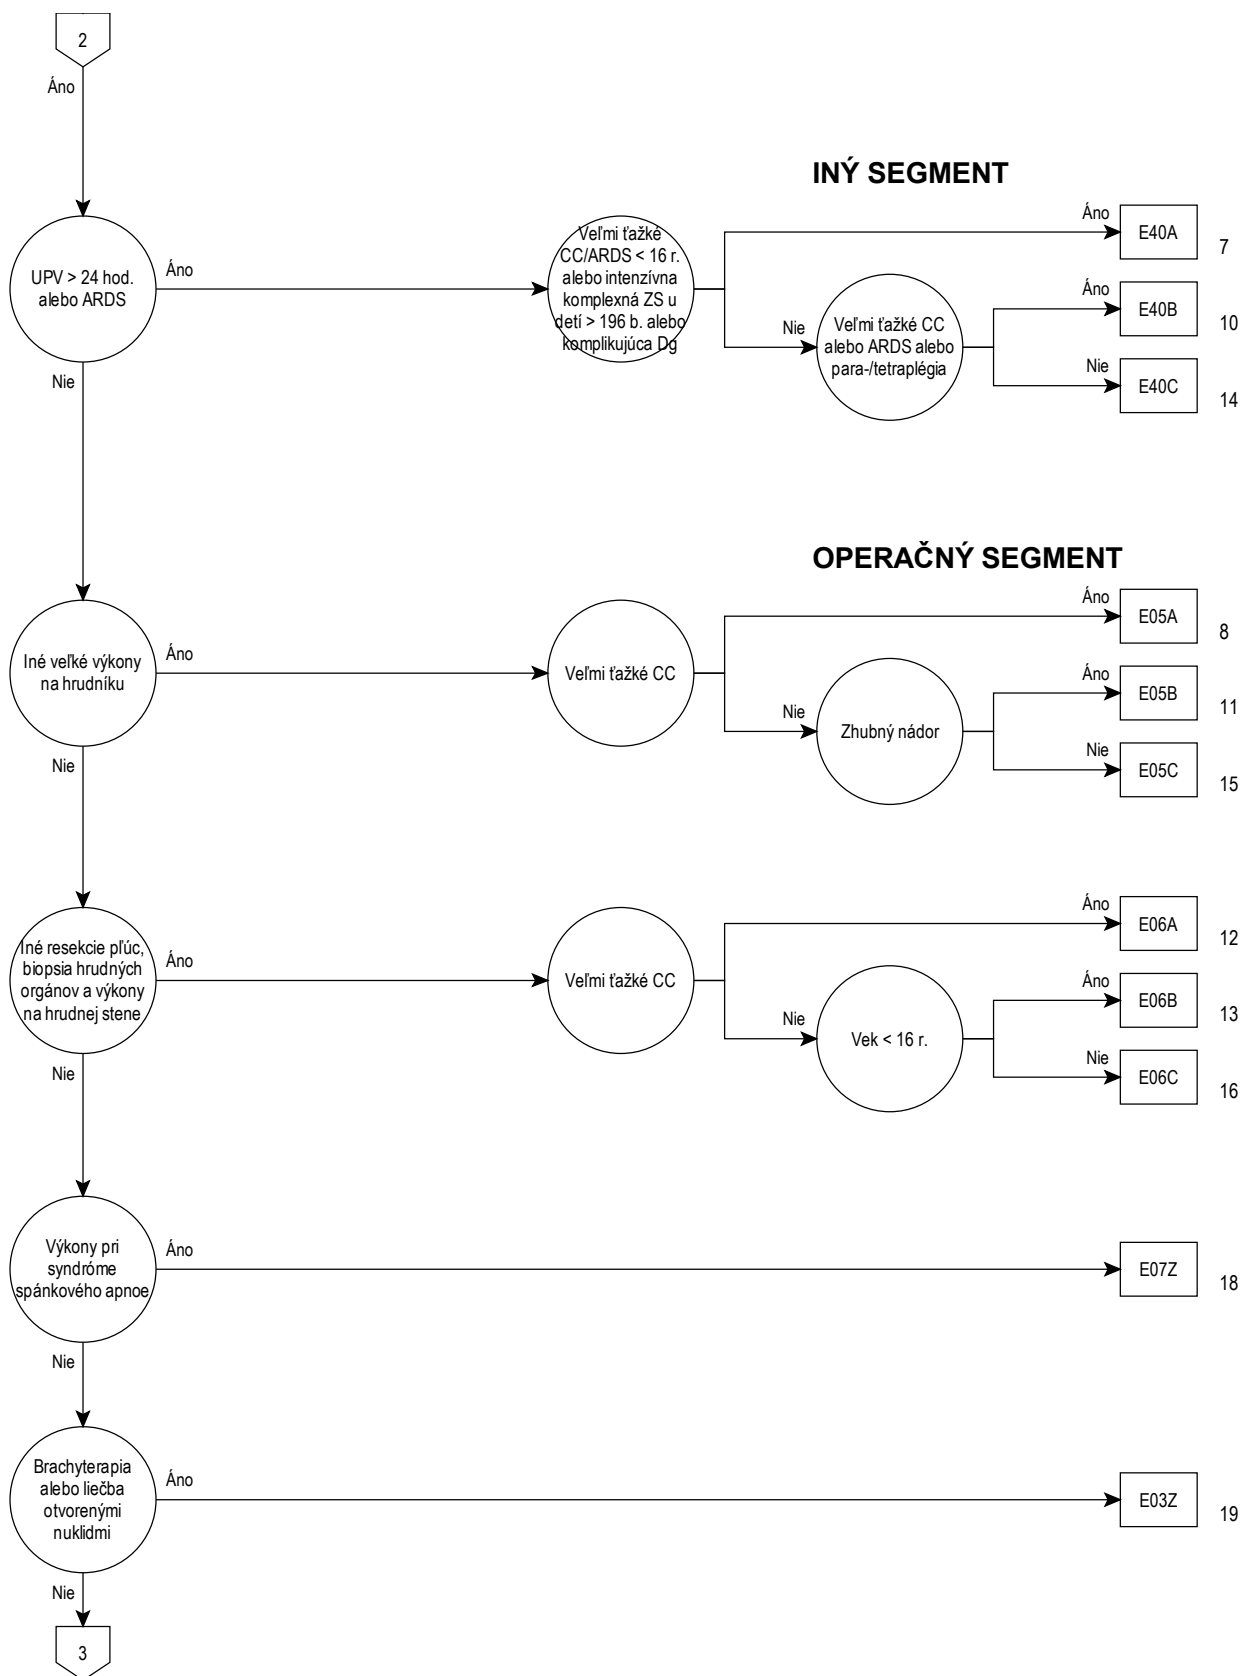 2
Áno
INÝ SEGMENT
UPV > 24 hod.
alebo ARDS
Áno
Veľmi ťažké
CC/ARDS < 16 r.
alebo intenzívna
komplexná ZS u
detí > 196 b. alebo
komplikujúca Dg
Áno
E40A
7
Nie
Veľmi ťažké CC
alebo ARDS alebo
para-/tetraplégia
Áno
E40B
10
Nie
E40C
14
Nie
OPERAČNÝ SEGMENT
Iné veľké výkony
na hrudníku
Áno
Veľmi ťažké CC
Áno
E05A
8
Nie
Zhubný nádor
Áno
E05B
11
Nie
E05C
15
Nie
Iné resekcie pľúc,
biopsia hrudných
orgánov a výkony
na hrudnej stene
Áno
Veľmi ťažké CC
Áno
E06A
12
Nie
Vek < 16 r.
Áno
E06B
13
Nie
E06C
16
Nie
Výkony pri
syndróme
spánkového apnoe
Áno
E07Z
18
Nie
Brachyterapia
alebo liečba
otvorenými
nuklidmi
Áno
E03Z
19
Nie
3